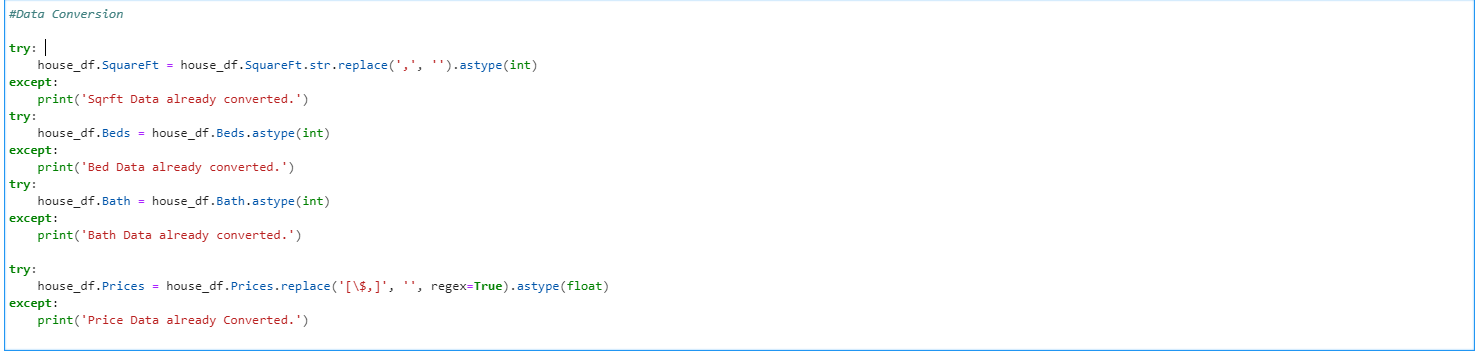 #Data Conversion
try:
    house_df.SquareFt = house_df.SquareFt.str.replace(',', '').astype(int)
except:
    print('Sqrft Data already converted.')
try:
    house_df.Beds = house_df.Beds.astype(int)
except:
    print('Bed Data already converted.')
try:
    house_df.Bath = house_df.Bath.astype(int)
except:
    print('Bath Data already converted.')
try:
    house_df.Prices = house_df.Prices.replace('[\$,]', '', regex=True).astype(float)
except:
    print('Price Data already Converted.')